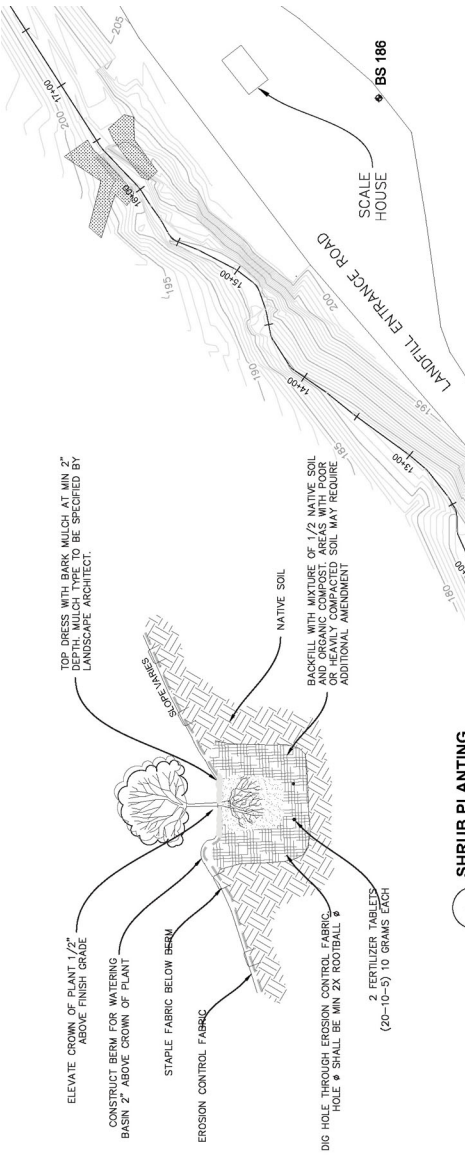 ELEVATE CROWN OF PLANT 1/2"
ABOVE FINISH GRADE
CONSTRUCT BERM FOR WATERING
BASIN 2" ABOVE CROWN OF PLANT
STAPLE FABRIC BELOW BERM
EROSION CONTROL FABRIC
DIG HOLE THROUGH EROSION CONTROL FABRIC.
HOLE ø SHALL BE MIN 2X ROOTBALL ø
2 FERTILIZER TABLETS
(20-10-5) 10 GRAMS EACH
TOP DRESS WITH BARK MULCH AT MIN 2"
DEPTH. MULCH TYPE TO BE SPECIFIED BY
LANDSCAPE ARCHITECT.
SLOPE VARIES
NATIVE SOIL
BACKFILL WITH MIXTURE OF 1/2 NATIVE SOIL
AND ORGANIC COMPOST. AREAS WITH POOR
OR HEAVILY COMPACTED SOIL MAY REQUIRE
ADDITIONAL AMENDMENT
SHRUB PLANTING
180
13+00
185
195
14+00
190
200
15+00
195
16+00
200
17+00
205
LANDFILL ENTRANCE ROAD
SCALE
HOUSE
BS 186